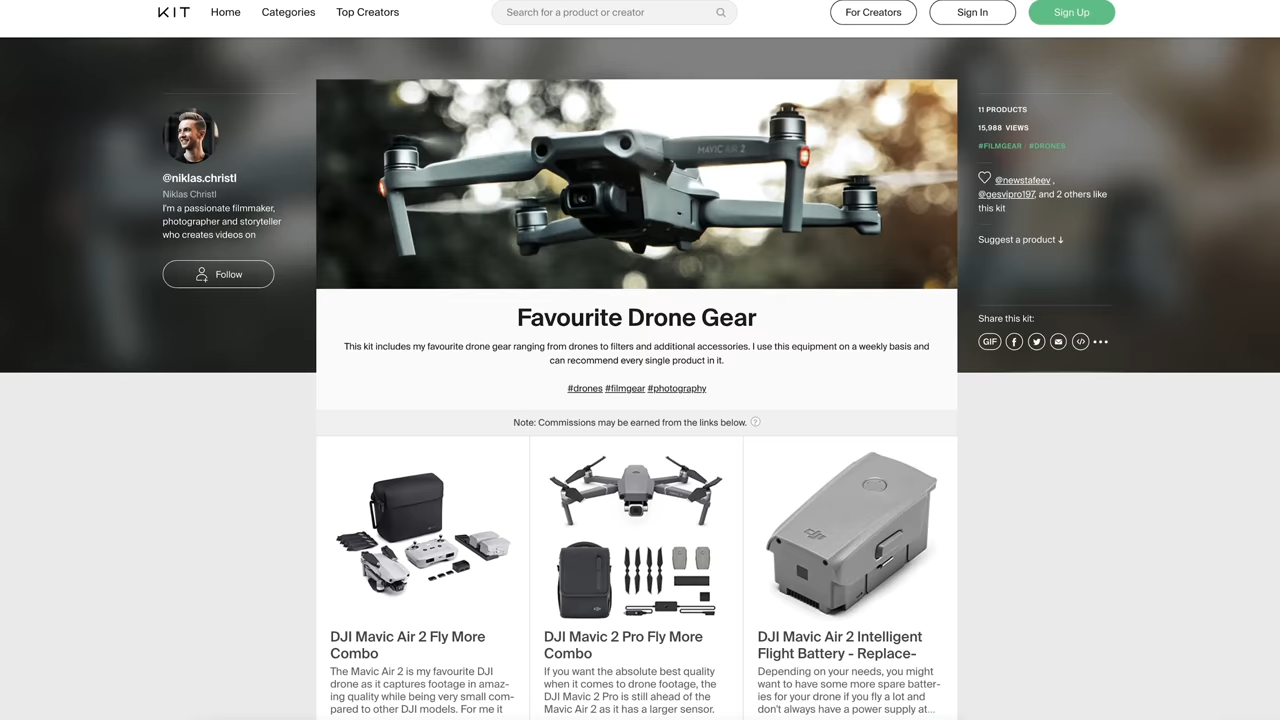 KIT
Home
Categories
Top Creators
Search for a product or creator
For Creators
Sign In
Sign Up
@niklas.christl
Niklas Christl
I'm a passionate filmmaker,
photographer and storyteller
who creates videos on
Follow
MAVIC AIR 2
11 PRODUCTS
15,988 VIEWS
#FILMGEAR · #DRONES
@newstafeev ,
@gesvipro197, and 2 others like
this kit
Suggest a product ↓
Share this kit:
GIF
Favourite Drone Gear
This kit includes my favourite drone gear ranging from drones to filters and additional accessories. I use this equipment on a weekly basis and
can recommend every single product in it.
#drones #filmgear #photography
Note: Commissions may be earned from the links below. ?
dji
DJI Mavic Air 2 Fly More
Combo
The Mavic Air 2 is my favourite DJI
drone as it captures footage in amaz-
ing quality while being very small com-
pared to other DJI models. For me it
DJI Mavic 2 Pro Fly More
Combo
If you want the absolute best quality
when it comes to drone footage, the
DJI Mavic 2 Pro is still ahead of the
Mavic Air 2 as it has a larger sensor.
DJI Mavic Air 2 Intelligent
Flight Battery - Replace-
Depending on your needs, you might
want to have some more spare batter-
ies for your drone if you fly a lot and
don't always have a power supply at...